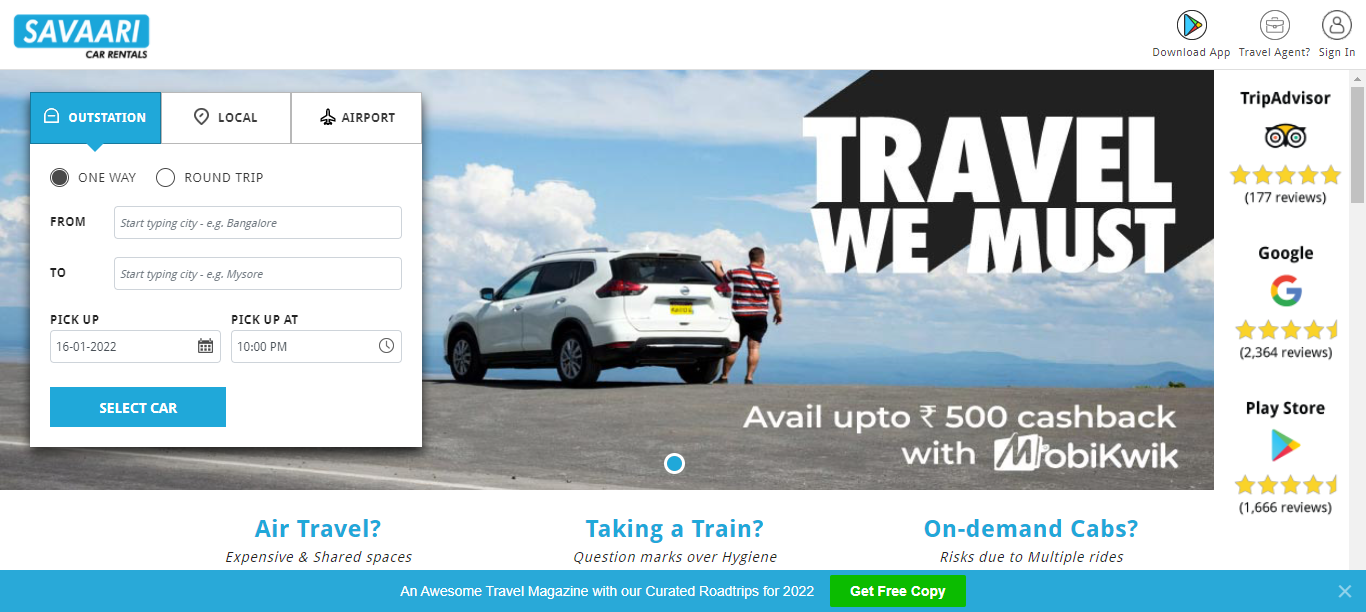 SAVAARI
CAR RENTALS
Download App
Travel Agent?
Sign In
OUTSTATION
LOCAL
AIRPORT
ONE WAY
ROUND TRIP
FROM
Start typing city - e.g. Bangalore
TO
Start typing city - e.g. Mysore
PICK UP
PICK UP AT
16-01-2022
10:00 PM
SELECT CAR
TRAVEL
WE MUST
Avail upto ₹ 500 cashback
with MobiKwik
TripAdvisor
(177 reviews)
Google
G
(2,364 reviews)
Play Store
(1,666 reviews)
Air Travel?
Expensive & Shared spaces
Taking a Train?
Question marks over Hygiene
On-demand Cabs?
Risks due to Multiple rides
An Awesome Travel Magazine with our Curated Roadtrips for 2022
Get Free Copy